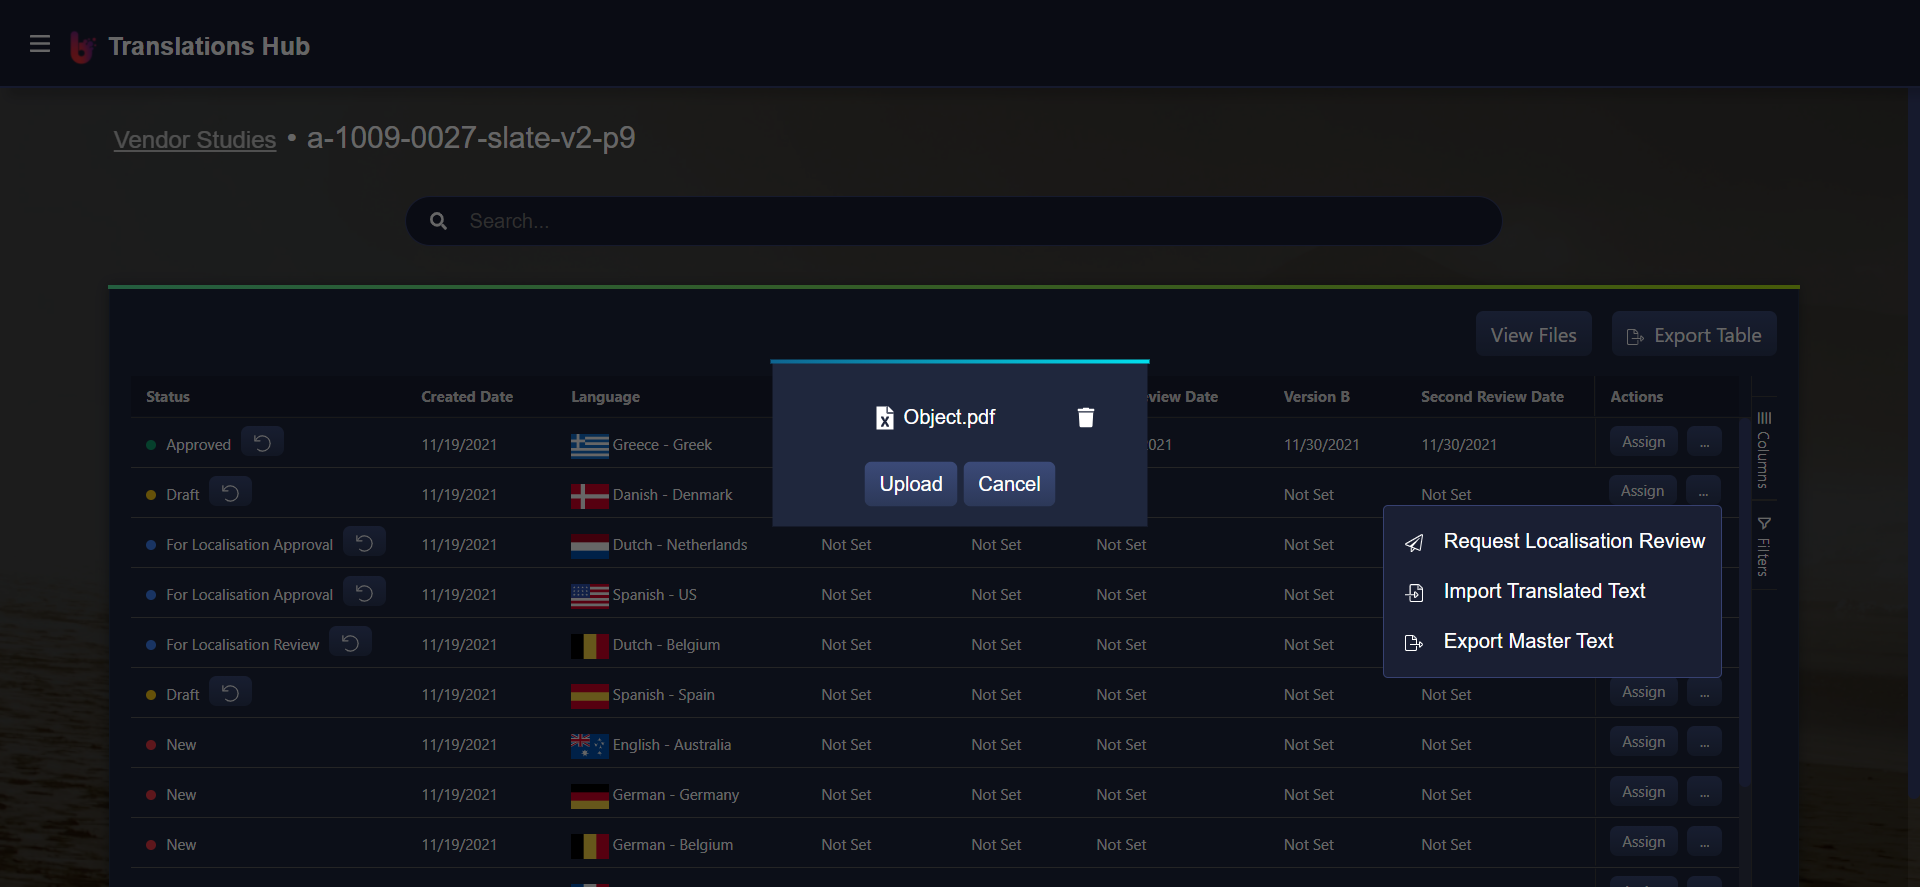 Translations Hub
Vendor Studies • a-1009-0027-slate-v2-p9
Search...
View Files Export Table
Object.pdf
Upload Cancel
Status Created Date Language view Date Version B Second Review Date Actions
Approved 11/19/2021 Greece - Greek 021 11/30/2021 11/30/2021 Assign ...
Draft 11/19/2021 Danish - Denmark Not Set Not Set Assign ...
For Localisation Approval 11/19/2021 Dutch - Netherlands Not Set Not Set Not Set Not Set
For Localisation Approval 11/19/2021 Spanish - US Not Set Not Set Not Set Not Set
For Localisation Review 11/19/2021 Dutch - Belgium Not Set Not Set Not Set Not Set
Draft 11/19/2021 Spanish - Spain Not Set Not Set Not Set Not Set Not Set Assign ...
New 11/19/2021 English - Australia Not Set Not Set Not Set Not Set Not Set Assign ...
New 11/19/2021 German - Germany Not Set Not Set Not Set Not Set Not Set Assign ...
New 11/19/2021 German - Belgium Not Set Not Set Not Set Not Set Not Set Assign ...
Request Localisation Review
Import Translated Text
Export Master Text
Columns
Filters